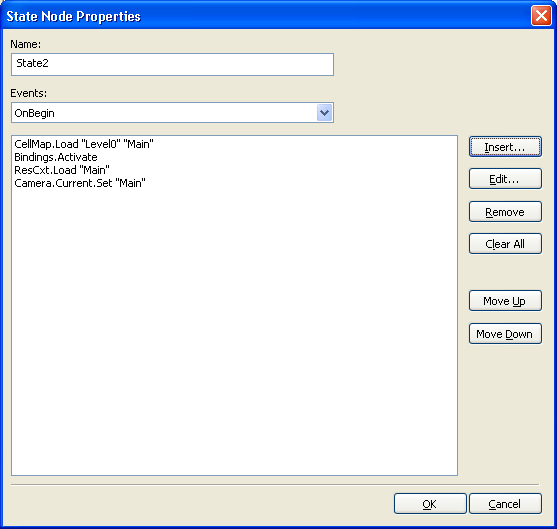 State Node Properties
Name:
State2
Events:
OnBegin
CellMap.Load "Level0" "Main"
Bindings.Activate
ResCxt.Load "Main"
Camera.Current.Set "Main"
Insert...
Edit...
Remove
Clear All
Move Up
Move Down
OK
Cancel